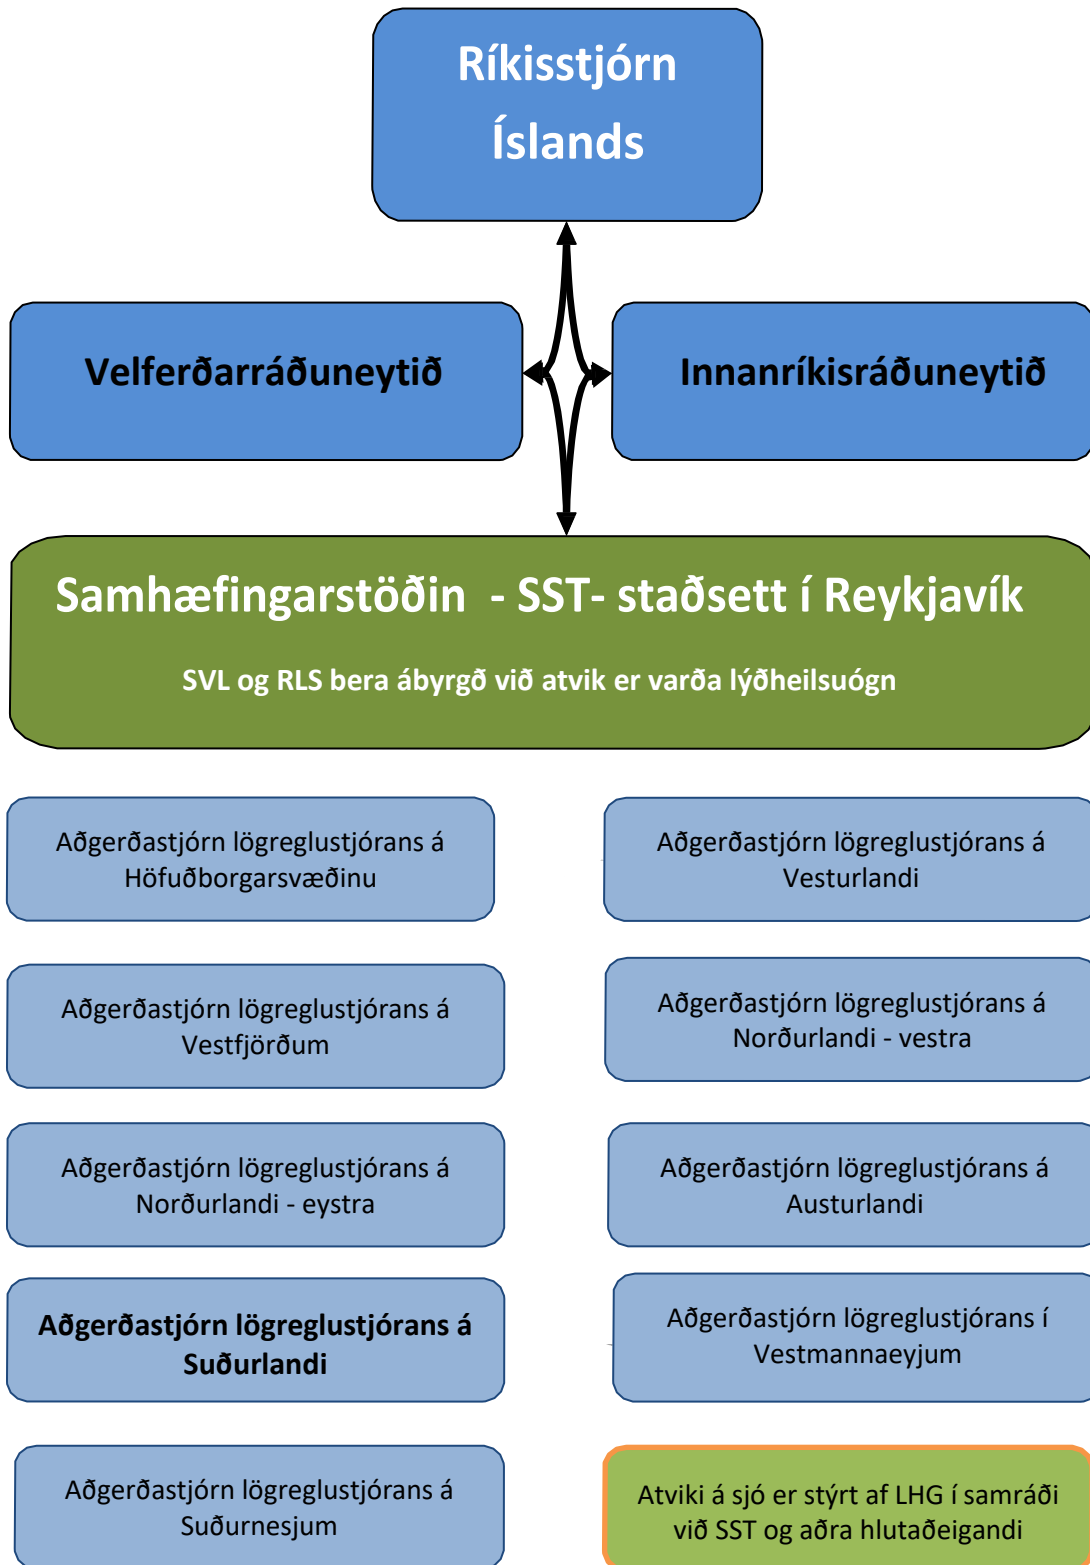 Ríkisstjórn
Íslands
Velferðarráðuneytið
Innanríkisráðuneytið
Samhæfingarstöðin - SST- staðsett í Reykjavík
SVL og RLS bera ábyrgð við atvik er varða lýðheilsuógn
Aðgerðastjórn lögreglustjórans á
Höfuðborgarsvæðinu
Aðgerðastjórn lögreglustjórans á
Vesturlandi
Aðgerðastjórn lögreglustjórans á
Vestfjörðum
Aðgerðastjórn lögreglustjórans á
Norðurlandi - vestra
Aðgerðastjórn lögreglustjórans á
Norðurlandi - eystra
Aðgerðastjórn lögreglustjórans á
Austurlandi
Aðgerðastjórn lögreglustjórans á
Suðurlandi
Aðgerðastjórn lögreglustjórans í
Vestmannaeyjum
Aðgerðastjórn lögreglustjórans á
Suðurnesjum
Atviki á sjó er stýrt af LHG í samráði
við SST og aðra hlutaðeigandi